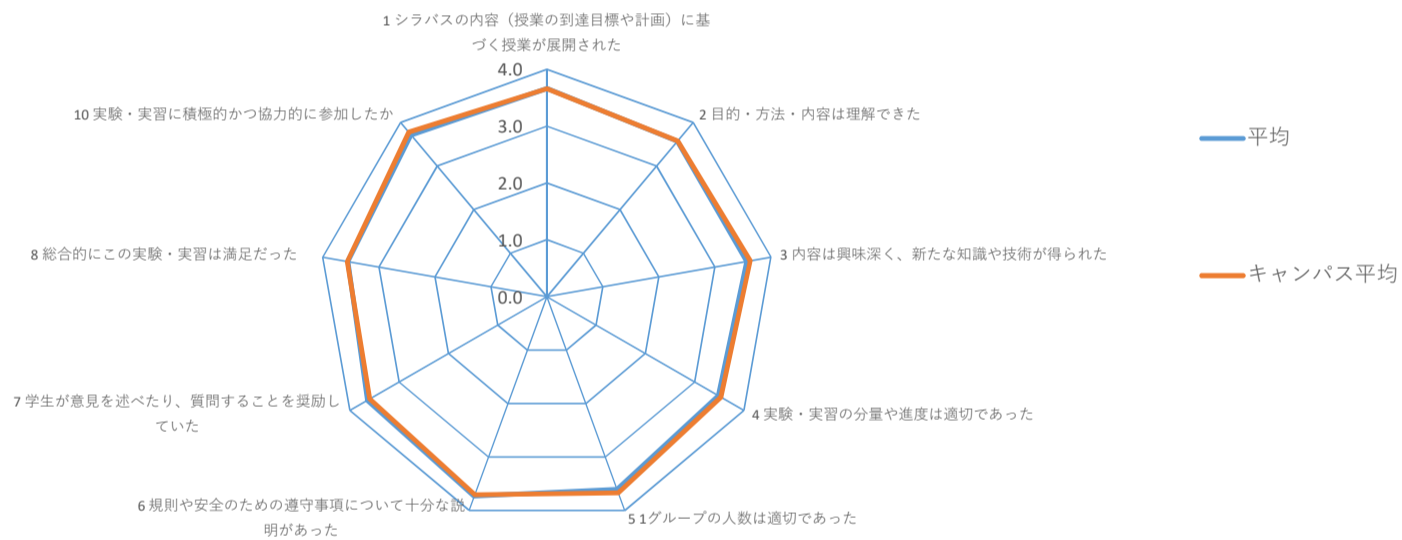 1 シラバスの内容（授業の到達目標や計画）に基
づく授業が展開された
4.0
3.0
2.0
1.0
0.0
2 目的・方法・内容は理解できた
3 内容は興味深く、新たな知識や技術が得られた
4 実験・実習の分量や進度は適切であった
5 1グループの人数は適切であった
6 規則や安全のための遵守事項について十分な説
明があった
7 学生が意見を述べたり、質問することを奨励し
ていた
8 総合的にこの実験・実習は満足だった
10 実験・実習に積極的かつ協力的に参加したか
平均
キャンパス平均